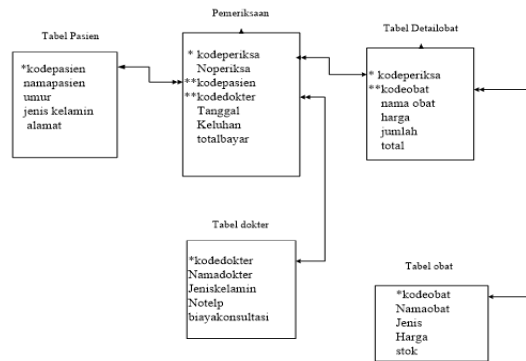 Pemeriksaan
Tabel Pasien
Tabel Detailobat
*kodepasien
namapasien
umur
jenis kelamin
alamat
* kodeperiksa
Noperiksa
**kodepasien
**kodedokter
Tanggal
Keluhan
totalbayar
* kodeperiksa
**kodeobat
nama obat
harga
jumlah
total
Tabel dokter
*kodedokter
Namadokter
Jeniskelamin
Notelp
biayakonsultasi
Tabel obat
*kodeobat
Namaobat
Jenis
Harga
stok